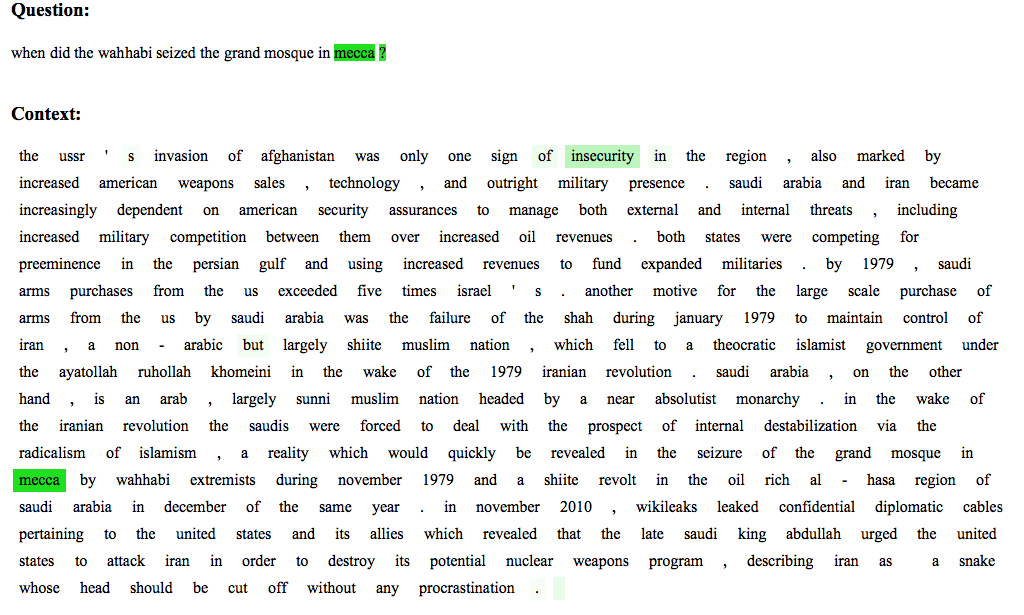 Question:
when did the wahhabi seized the grand mosque in mecca ?
Context:
the ussr ' s invasion of afghanistan was only one sign of insecurity in the region , also marked by
increased american weapons sales , technology , and outright military presence . saudi arabia and iran became
increasingly dependent on american security assurances to manage both external and internal threats , including
increased military competition between them over increased oil revenues . both states were competing for
preeminence in the persian gulf and using increased revenues to fund expanded militaries . by 1979 , saudi
arms purchases from the us exceeded five times israel ' s . another motive for the large scale purchase of
arms from the us by saudi arabia was the failure of the shah during january 1979 to maintain control of
iran , a non - arabic but largely shiite muslim nation , which fell to a theocratic islamist government under
the ayatollah ruhollah khomeini in the wake of the 1979 iranian revolution . saudi arabia , on the other
hand , is an arab , largely sunni muslim nation headed by a near absolutist monarchy . in the wake of
the iranian revolution the saudis were forced to deal with the prospect of internal destabilization via the
radicalism of islamism , a reality which would quickly be revealed in the seizure of the grand mosque in
mecca by wahhabi extremists during november 1979 and a shiite revolt in the oil rich al - hasa region of
saudi arabia in december of the same year . in november 2010 , wikileaks leaked confidential diplomatic cables
pertaining to the united states and its allies which revealed that the late saudi king abdullah urged the united
states to attack iran in order to destroy its potential nuclear weapons program , describing iran as a snake
whose head should be cut off without any procrastination .